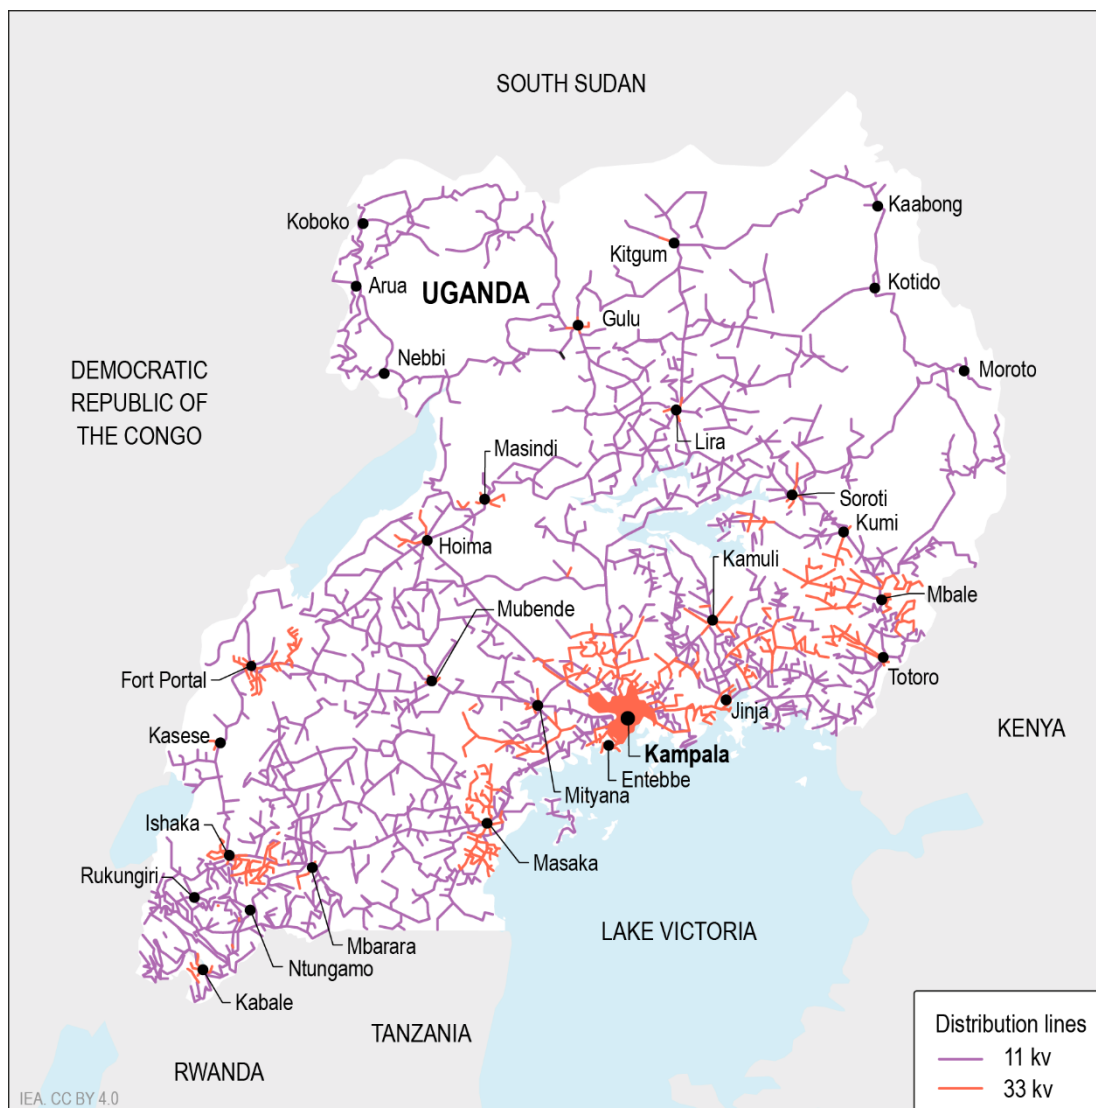 SOUTH SUDAN
Kaabong
Koboko
Kitgum
Arua
UGANDA
Kotido
Gulu
DEMOCRATIC
REPUBLIC OF
THE CONGO
Nebbi
Moroto
Lira
Masindi
Soroti
Kumi
Hoima
Kamuli
Mbale
Mubende
Fort Portal
Totoro
Jinja
Kasese
KENYA
Kampala
Entebbe
Mityana
Ishaka
Masaka
Rukungiri
LAKE VICTORIA
Mbarara
Ntungamo
Kabale
TANZANIA
RWANDA
Distribution lines
11 kv
33 kv
IEA. CC BY 4.0